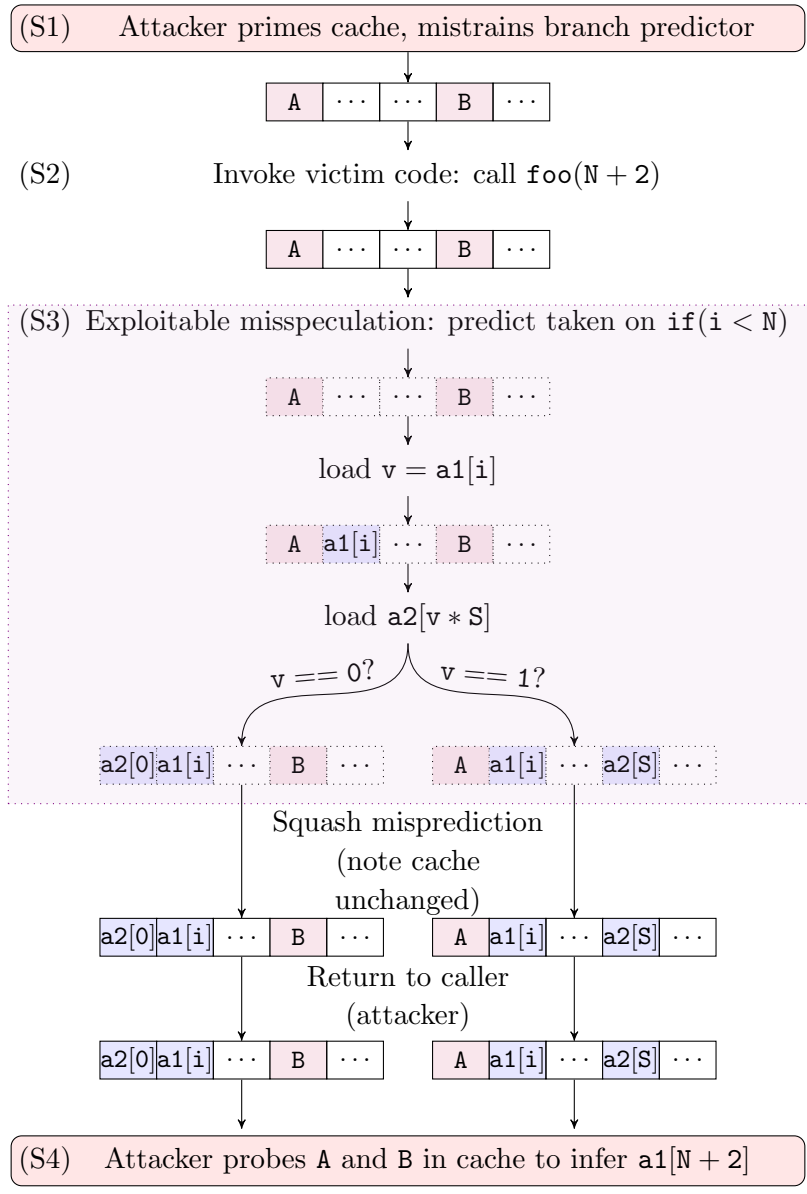 (S1) Attacker primes cache, mistrains branch predictor
A ··· ··· B ···
(S2) Invoke victim code: call foo(N + 2)
A ··· ··· B ···
(S3) Exploitable misspeculation: predict taken on if(i < N)
A ··· ··· B ···
load v = a1[i]
A a1[i] ··· B ···
load a2[v * S]
v == 0? v == 1?
a2[0] a1[i] ··· B ··· A a1[i] ··· a2[S] ···
Squash misprediction
(note cache
unchanged)
a2[0] a1[i] ··· B ··· A a1[i] ··· a2[S] ···
Return to caller
(attacker)
a2[0] a1[i] ··· B ··· A a1[i] ··· a2[S] ···
(S4) Attacker probes A and B in cache to infer a1[N + 2]